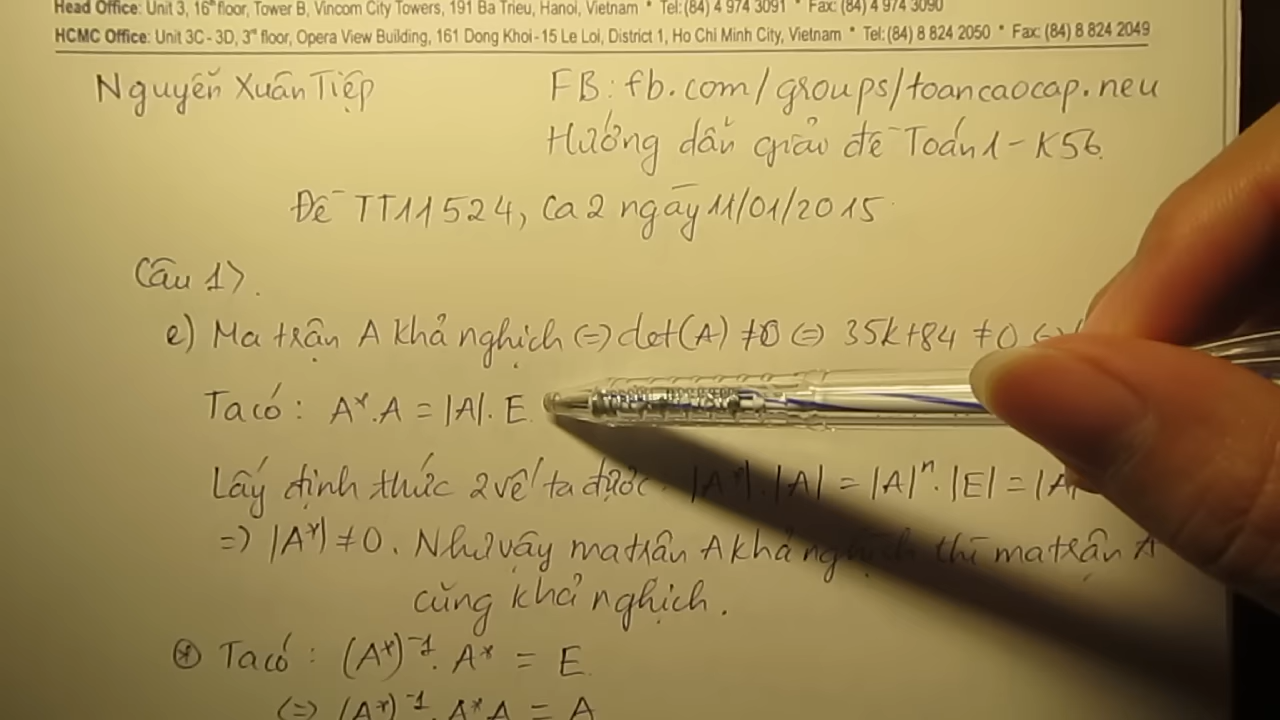 Head Office: Unit 3, 16th floor, Tower B, Vincom City Towers, 191 Ba Trieu, Hanoi, Vietnam * Tel: (84) 4 974 3091 * Fax: (84) 4 974 3090
HCMC Office: Unit 3C - 3D, 3rd floor, Opera View Building, 161 Dong Khoi - 15 Le Loi, District 1, Ho Chi Minh City, Vietnam * Tel: (84) 8 824 2050 * Fax: (84) 8 824 2049
Nguyễn Xuân Tiệp
FB: fb.com/groups/toancaocap.neu
Hướng dẫn giải đề Toán 1 - K56.
Đề TT11524, Ca 2 ngày 11/01/2015
Câu 1>.
e) Ma trận A khả nghịch <=> det(A) ≠ 0 <=> 35k+84 ≠ 0
Ta có: A*.A = |A|.E.
Lấy định thức 2 vế ta được: |A*|.|A| = |A|ⁿ.|E| =
=> |A*| ≠ 0. Như vậy ma trận A khả nghịch thì ma trận A
cũng khả nghịch.
⊛ Ta có: (A*)⁻¹.A* = E.
<=> (A*)⁻¹.A*A = A